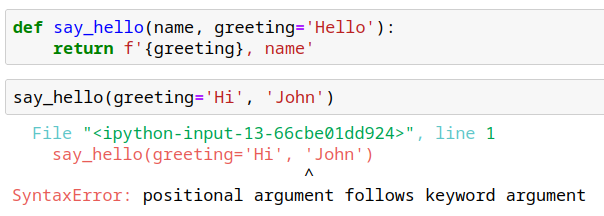 def say_hello(name, greeting='Hello'):
    return f'{greeting}, name'
say_hello(greeting='Hi', 'John')
  File "<ipython-input-13-66cbe01dd924>", line 1
    say_hello(greeting='Hi', 'John')
                             ^
SyntaxError: positional argument follows keyword argument